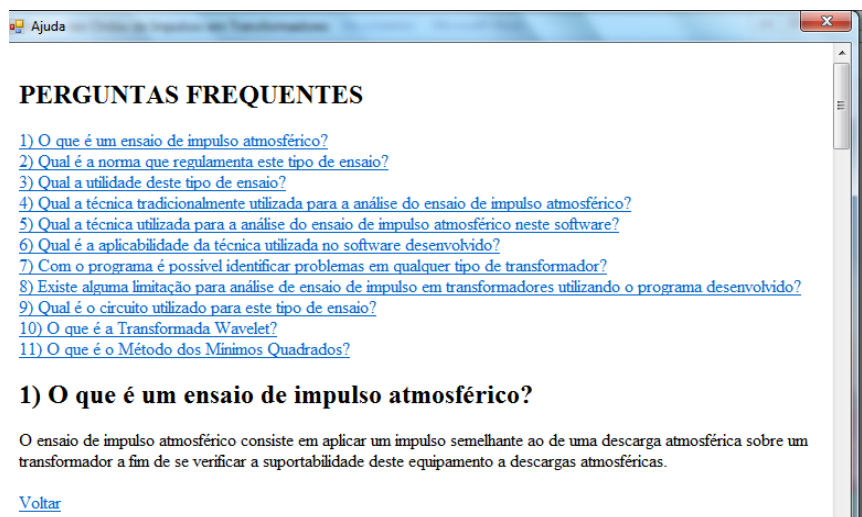 Ajuda
PERGUNTAS FREQUENTES
1) O que é um ensaio de impulso atmosférico?
2) Qual é a norma que regulamenta este tipo de ensaio?
3) Qual a utilidade deste tipo de ensaio?
4) Qual a técnica tradicionalmente utilizada para a análise do ensaio de impulso atmosférico?
5) Qual a técnica utilizada para a análise do ensaio de impulso atmosférico neste software?
6) Qual é a aplicabilidade da técnica utilizada no software desenvolvido?
7) Com o programa é possível identificar problemas em qualquer tipo de transformador?
8) Existe alguma limitação para análise de ensaio de impulso em transformadores utilizando o programa desenvolvido?
9) Qual é o circuito utilizado para este tipo de ensaio?
10) O que é a Transformada Wavelet?
11) O que é o Método dos Mínimos Quadrados?
1) O que é um ensaio de impulso atmosférico?
O ensaio de impulso atmosférico consiste em aplicar um impulso semelhante ao de uma descarga atmosférica sobre um
transformador a fim de se verificar a suportabilidade deste equipamento a descargas atmosféricas.
Voltar